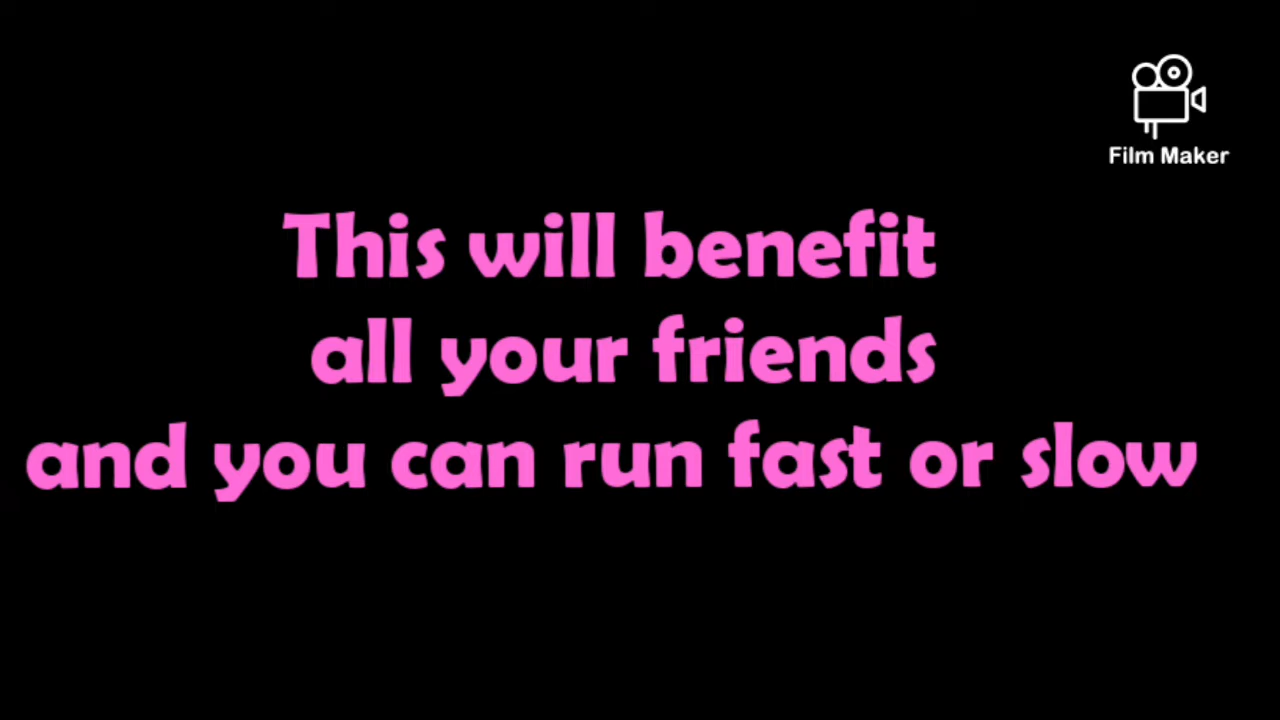 Film Maker
This will benefit
all your friends
and you can run fast or slow